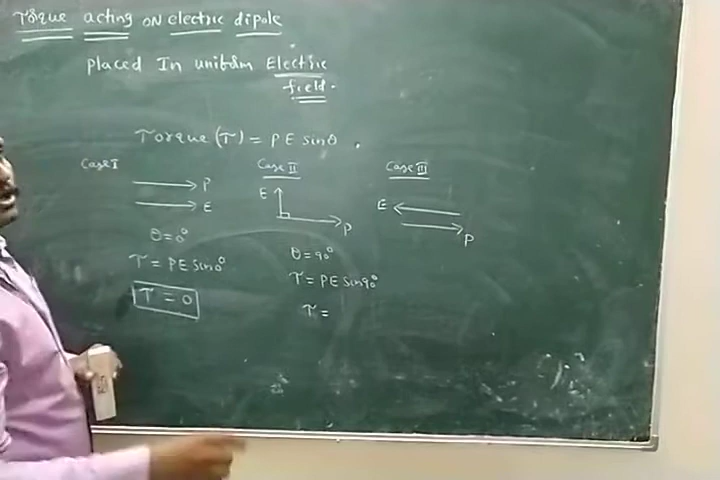 Torque acting on electric dipole
placed In uniform Electric
field.
Torque (τ) = PE sinθ .
Case I
P
E
θ = 0°
τ = PE sin0°
τ = 0
Case II
E
P
θ = 90°
τ = PE sin90°
τ =
Case III
E
P